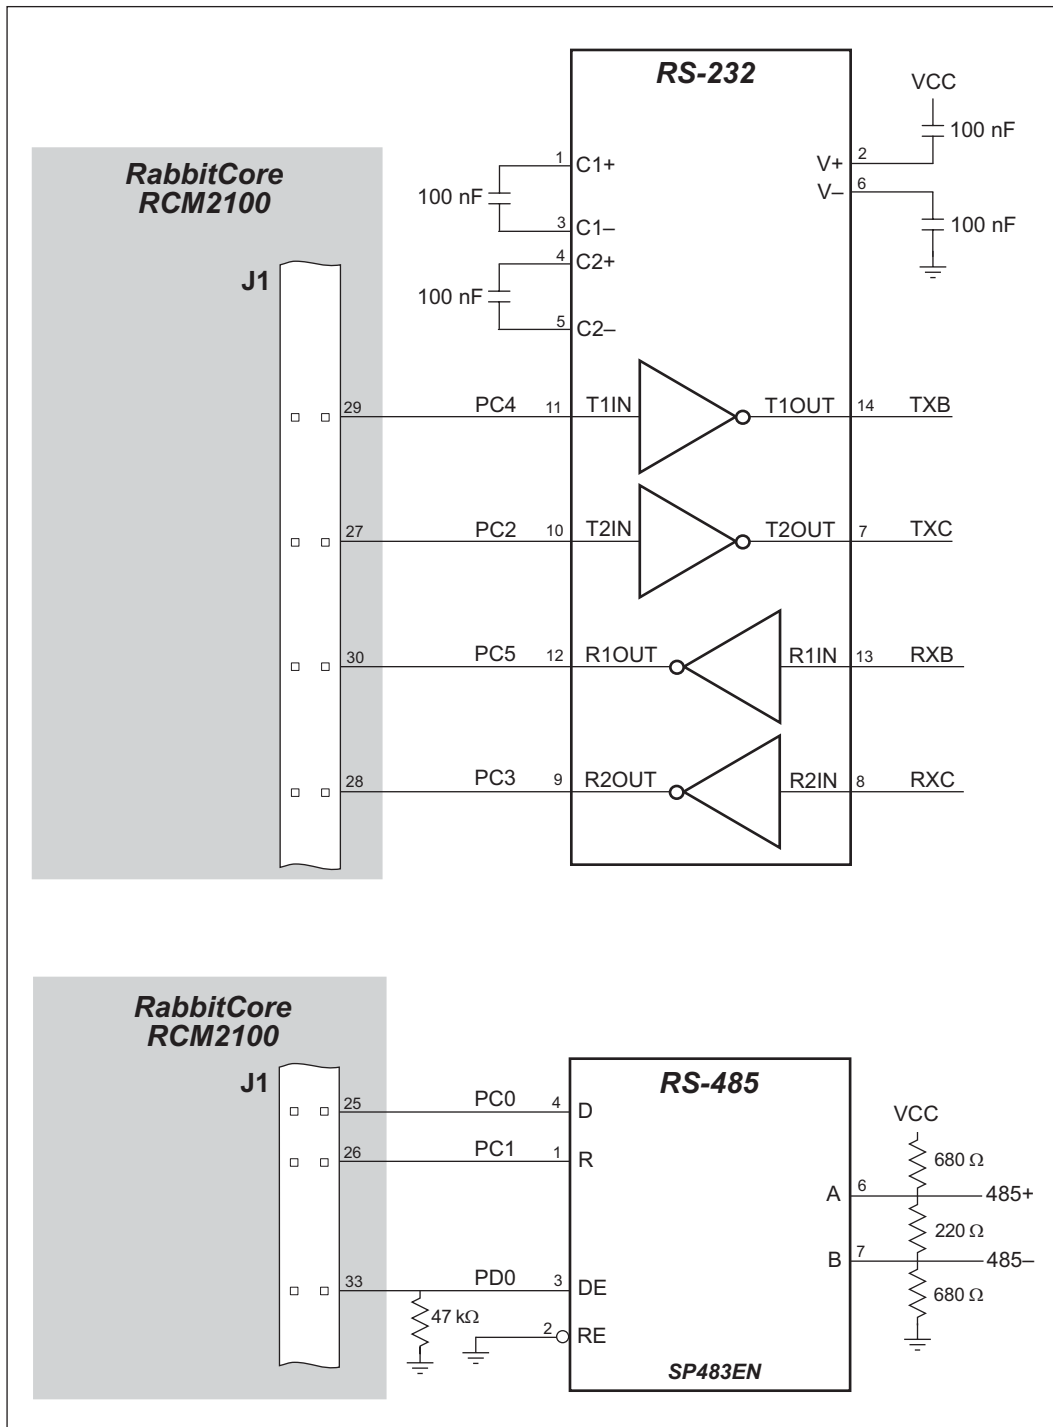 RS-232
VCC
100 nF
RabbitCore
RCM2100
1 C1+
V+ 2
V– 6
100 nF
3 C1–
100 nF
4 C2+
J1
100 nF
5 C2–
29 PC4 11 T1IN T1OUT 14 TXB
27 PC2 10 T2IN T2OUT 7 TXC
30 PC5 12 R1OUT R1IN 13 RXB
28 PC3 9 R2OUT R2IN 8 RXC
RabbitCore
RCM2100
J1
RS-485
25 PC0 4 D
VCC
26 PC1 1 R
680 Ω
A 6 485+
220 Ω
B 7 485–
33 PD0 3 DE
680 Ω
47 kΩ
2 RE
SP483EN